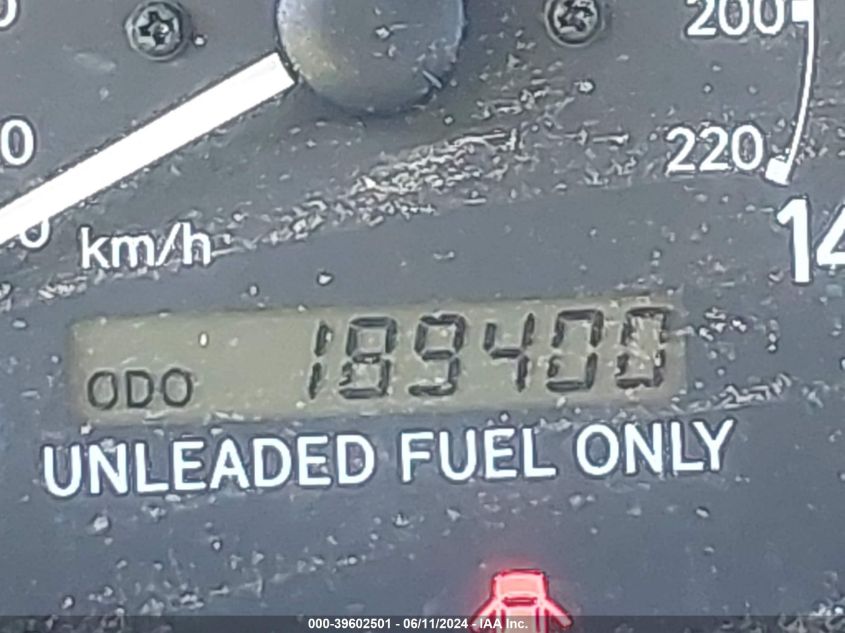 200
220
0
km/h
14
ODO 189400
UNLEADED FUEL ONLY
000-39602501 - 06/11/2024 - IAA Inc.